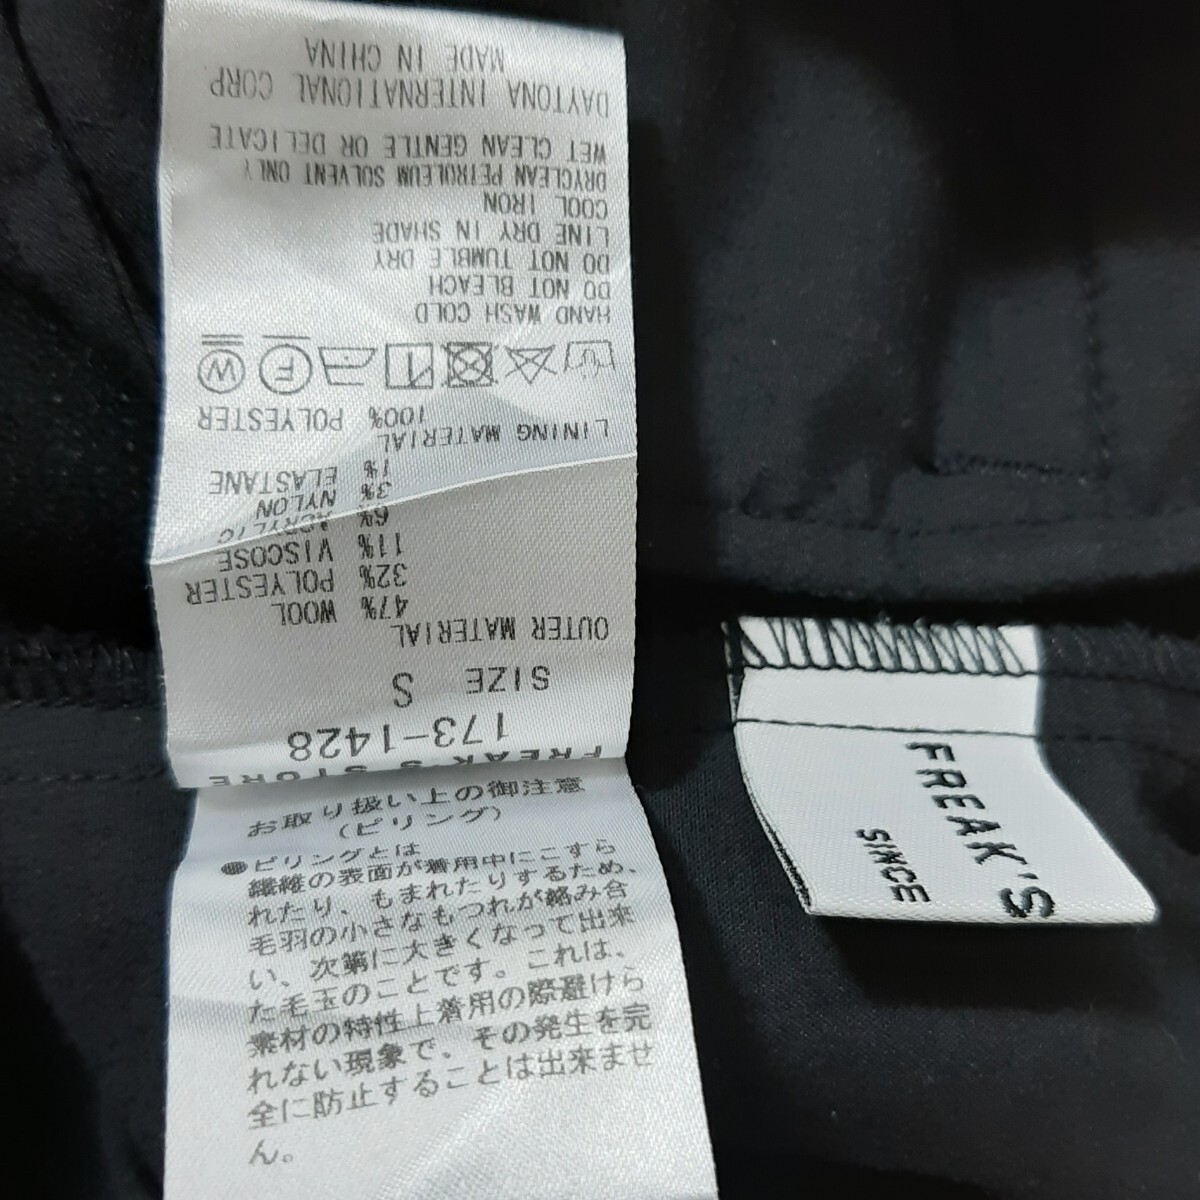 FREAK'S STORE
173-1428
SIZE S
OUTER MATERIAL
47% WOOL
32% POLYESTER
11% VISCOSE
6% ACRYLIC
3% NYLON
1% ELASTANE
LINING MATERIAL
100% POLYESTER
W F
HAND WASH COLD
DO NOT BLEACH
DO NOT TUMBLE DRY
LINE DRY IN SHADE
COOL IRON
DRYCLEAN PETROLEUM SOLVENT ONLY
WET CLEAN GENTLE OR DELICATE
DAYTONA INTERNATIONAL CORP
MADE IN CHINA
お取り扱い上の御注意
(ピリング)
●ピリングとは
繊維の表面が着用中にこすら
れたり、もまれたりするため、
毛羽の小さなもつれが絡み合
い、次第に大きくなって出来
た毛玉のことです。これは、
素材の特性上着用の際避けら
れない現象で、その発生を完
全に防止することは出来ませ
ん。
FREAK'S
SINCE